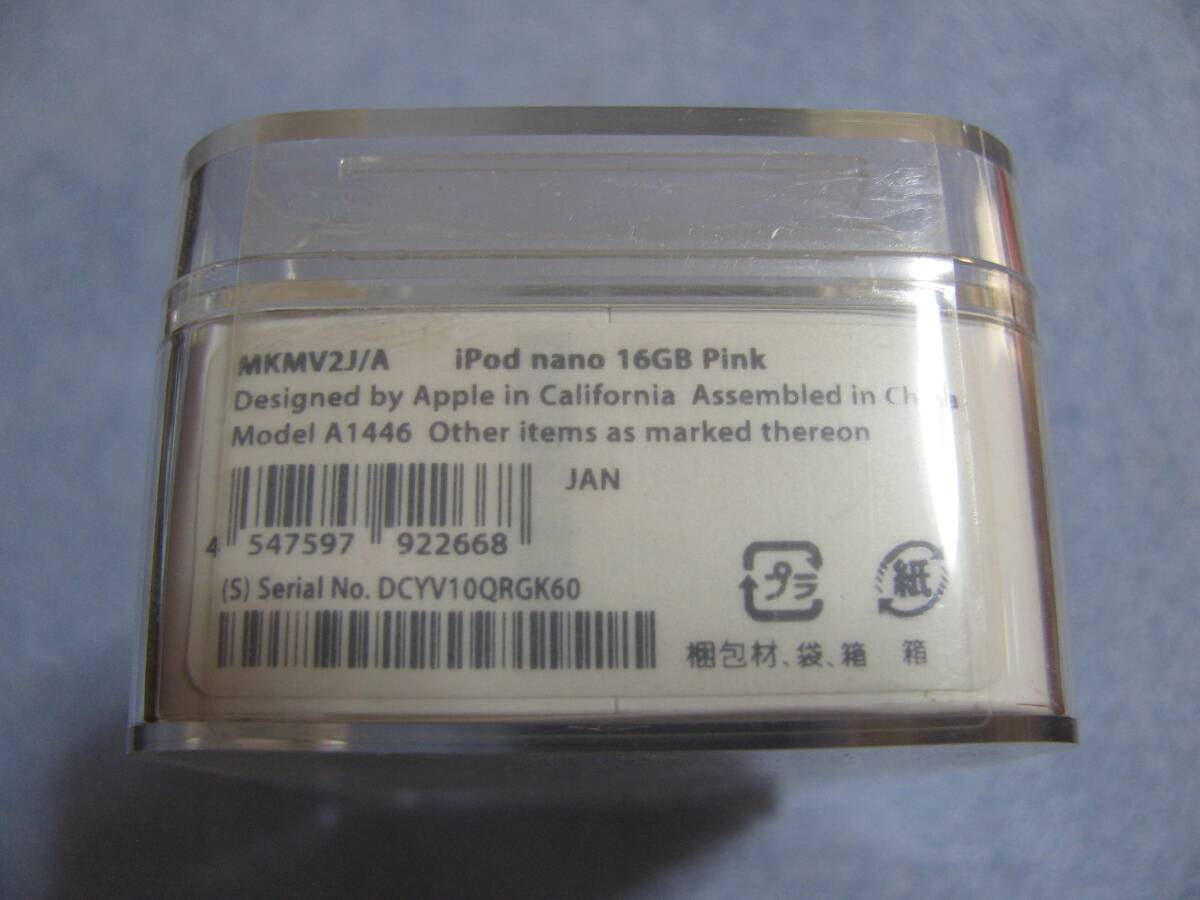 MKMV2J/A iPod nano 16GB Pink
Designed by Apple in California Assembled in China
Model A1446 Other items as marked thereon
JAN
4 547597 922668
(S) Serial No. DCYV10QRGK60
プラ 紙
梱包材、袋、箱 箱